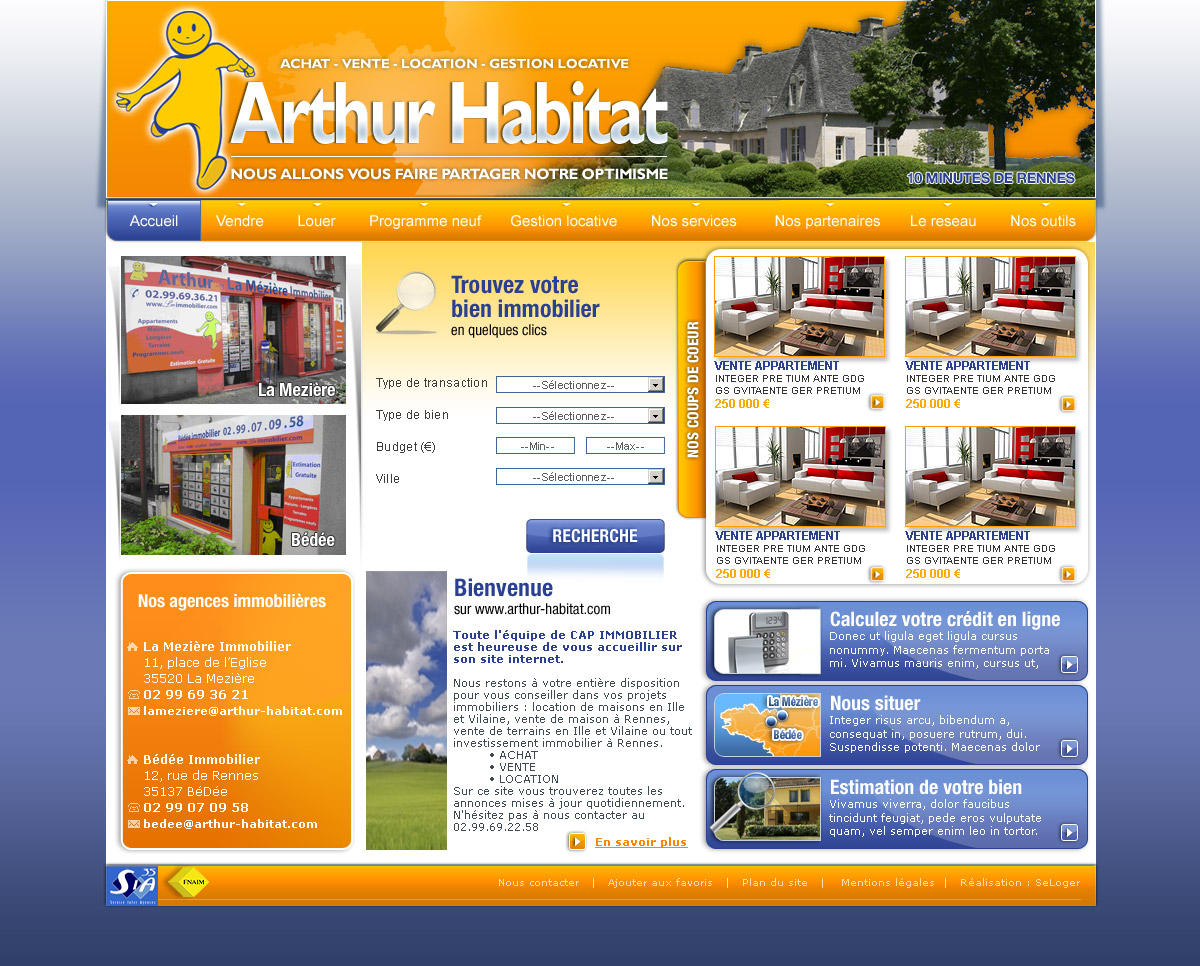 ACHAT - VENTE - LOCATION - GESTION LOCATIVE
Arthur Habitat
NOUS ALLONS VOUS FAIRE PARTAGER NOTRE OPTIMISME
10 MINUTES DE RENNES
Accueil
Vendre
Louer
Programme neuf
Gestion locative
Nos services
Nos partenaires
Le reseau
Nos outils
Arthur - La Mézière Immobilier
02.99.69.36.21
Appartements
Maisons
Longères
Terrains
Programmes neufs
Estimation Gratuite
La Mezière
Bédée Immobilier 02.99.07.09.58
Estimation
Gratuite
Appartements
Maisons - Longères
Terrains
Programmes neufs
Bédée
Trouvez votre
bien immobilier
en quelques clics
Type de transaction
--Sélectionnez--
Type de bien
--Sélectionnez--
Budget (€)
--Min--
--Max--
Ville
--Sélectionnez--
RECHERCHE
NOS COUPS DE COEUR
VENTE APPARTEMENT
INTEGER PRE TIUM ANTE GDG
GS GVITAENTE GER PRETIUM
250 000 €
VENTE APPARTEMENT
INTEGER PRE TIUM ANTE GDG
GS GVITAENTE GER PRETIUM
250 000 €
VENTE APPARTEMENT
INTEGER PRE TIUM ANTE GDG
GS GVITAENTE GER PRETIUM
250 000 €
VENTE APPARTEMENT
INTEGER PRE TIUM ANTE GDG
GS GVITAENTE GER PRETIUM
250 000 €
Nos agences immobilières
La Mezière Immobilier
11, place de l'Eglise
35520 La Mezière
02 99 69 36 21
lameziere@arthur-habitat.com
Bédée Immobilier
12, rue de Rennes
35137 BéDée
02 99 07 09 58
bedee@arthur-habitat.com
Bienvenue
sur www.arthur-habitat.com
Toute l'équipe de CAP IMMOBILIER
est heureuse de vous accueillir sur
son site internet.
Nous restons à votre entière disposition
pour vous conseiller dans vos projets
immobiliers : location de maisons en Ille
et Vilaine, vente de maison à Rennes,
vente de terrains en Ille et Vilaine ou tout
investissement immobilier à Rennes.
• ACHAT
• VENTE
• LOCATION
Sur ce site vous trouverez toutes les
annonces mises à jour quotidiennement.
N'hésitez pas à nous contacter au
02.99.69.22.58
En savoir plus
Calculez votre crédit en ligne
Donec ut ligula eget ligula cursus
nonummy. Maecenas fermentum porta
mi. Vivamus mauris enim, cursus ut,
La Mézière
Bédée
Nous situer
Integer risus arcu, bibendum a,
consequat in, posuere rutrum, dui.
Suspendisse potenti. Maecenas dolor
Estimation de votre bien
Vivamus viverra, dolor faucibus
tincidunt feugiat, pede eros vulputate
quam, vel semper enim leo in tortor.
SIA 35
Service Inter Agences
FNAIM
Nous contacter | Ajouter aux favoris | Plan du site | Mentions légales | Réalisation : SeLoger